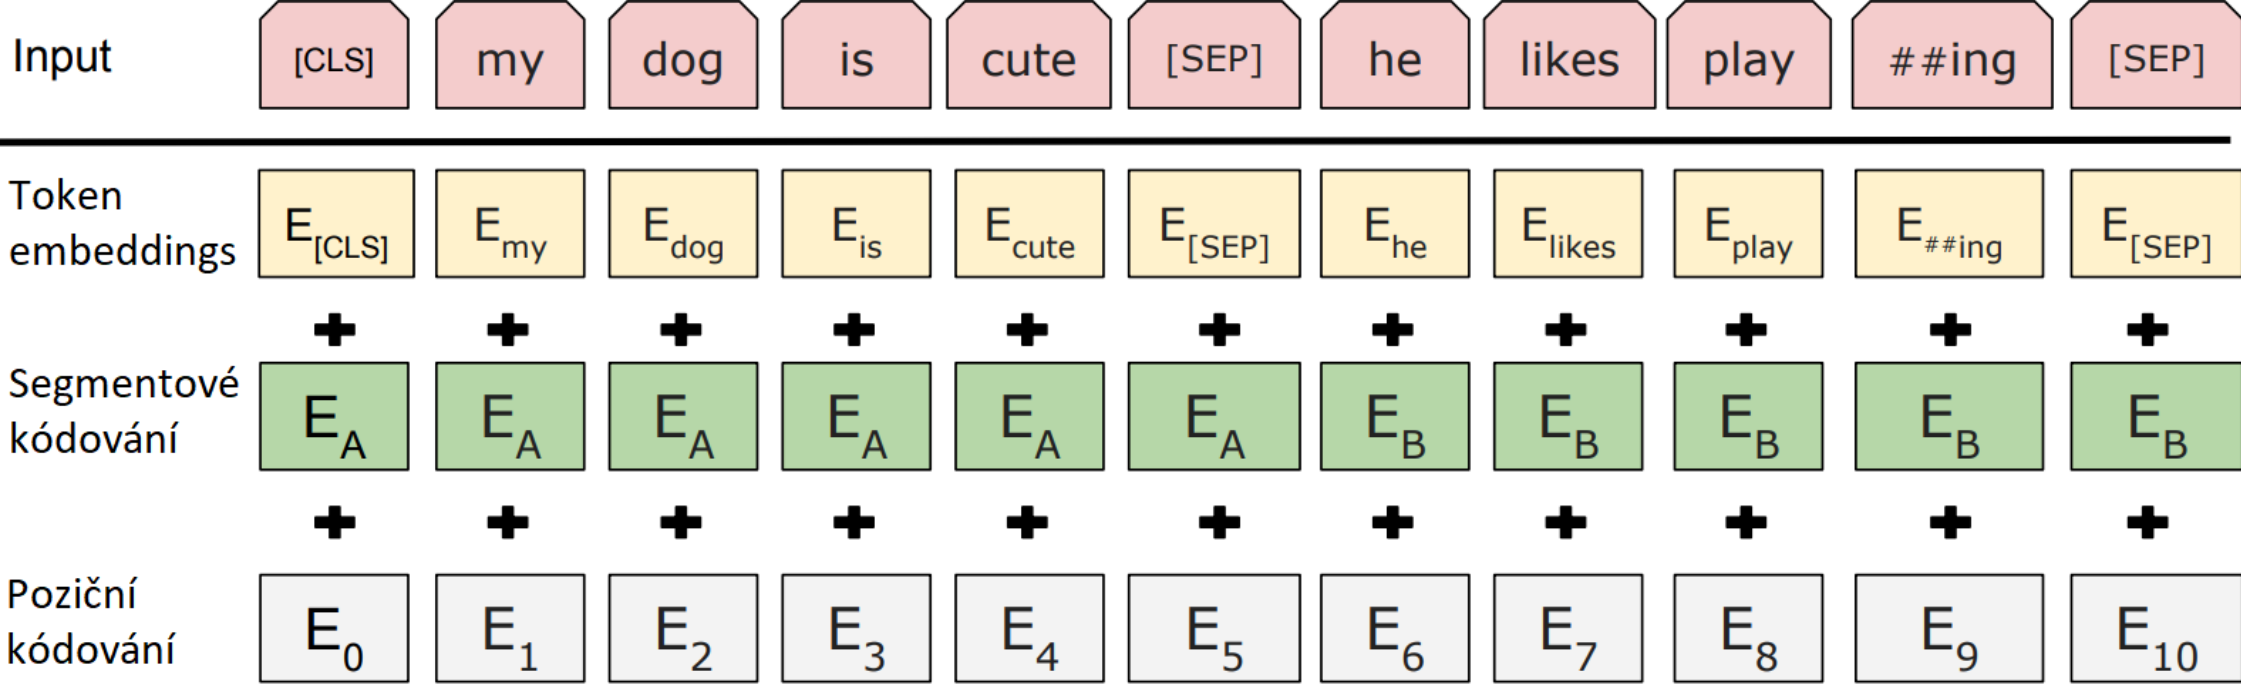 Input [CLS] my dog is cute [SEP] he likes play ##ing [SEP]
Token
embeddings
E[CLS] Emy Edog Eis Ecute E[SEP] Ehe Elikes Eplay E##ing E[SEP]
+ + + + + + + + + + +
Segmentové
kódování
EA EA EA EA EA EA EB EB EB EB EB
+ + + + + + + + + + +
Poziční
kódování
E0 E1 E2 E3 E4 E5 E6 E7 E8 E9 E10